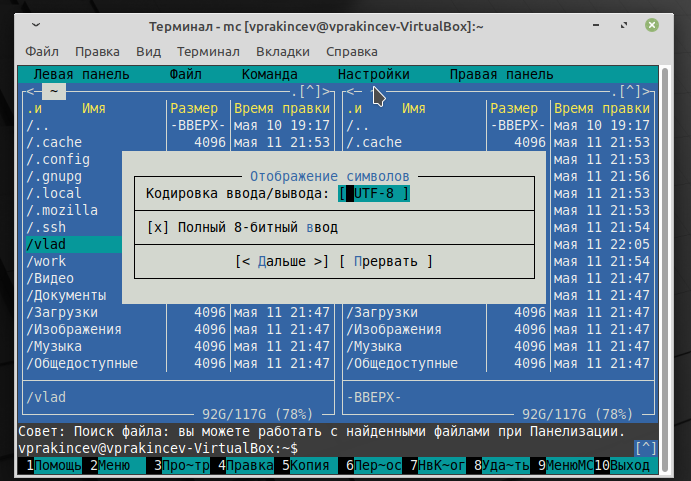 Терминал - mc [vprakincev@vprakincev-VirtualBox]:~
Файл Правка Вид Терминал Вкладки Справка
Левая панель Файл Команда Настройки Правая панель
<- ~ .[^]> <- .[^]>
.и Имя Размер Время правки .и Имя Размер Время правки
/.. -ВВЕРХ- мая 10 19:17 /.. -ВВЕРХ- мая 10 19:17
/.cache 4096 мая 11 21:53 /.cache 4096 мая 11 21:53
/.config мая 11 21:53
/.gnupg мая 11 21:56
/.local мая 11 21:53
/.mozilla мая 11 21:53
/.ssh мая 11 21:54
/vlad мая 11 22:05
/work мая 11 21:54
/Видео мая 11 21:47
/Документы мая 11 21:47
Отображение символов
Кодировка ввода/вывода: [ UTF-8 ]
[x] Полный 8-битный ввод
[< Дальше >] [ Прервать ]
/Загрузки 4096 мая 11 21:47 /Загрузки 4096 мая 11 21:47
/Изображения 4096 мая 11 21:47 /Изображения 4096 мая 11 21:47
/Музыка 4096 мая 11 21:47 /Музыка 4096 мая 11 21:47
/Общедоступные 4096 мая 11 21:47 /Общедоступные 4096 мая 11 21:47
/vlad -ВВЕРХ-
92G/117G (78%) 92G/117G (78%)
Совет: Поиск файла: вы можете работать с найденными файлами при Панелизации.
vprakincev@vprakincev-VirtualBox:~$ [^]
1Помощь 2Меню 3Про~тр 4Правка 5Копия 6Пер~ос 7НвК~ог 8Уда~ть 9МенюМС 10Выход